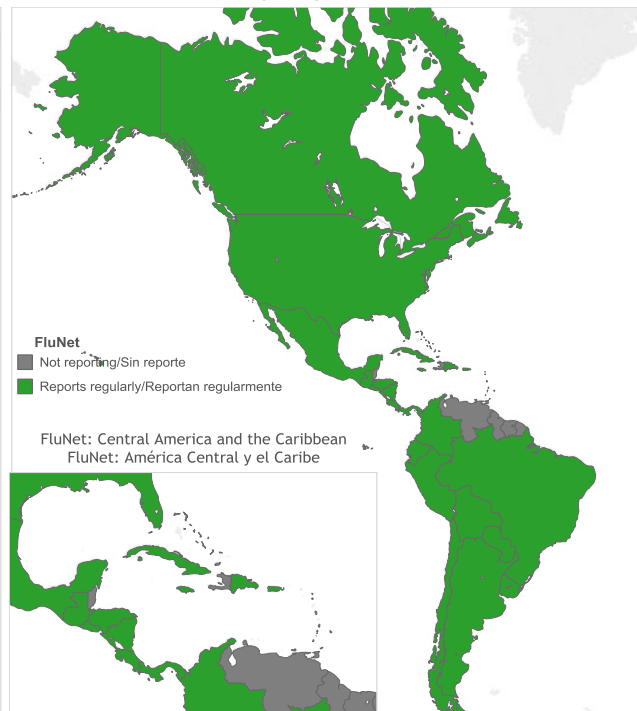 FluNet
Not reporting/Sin reporte
Reports regularly/Reportan regularmente
FluNet: Central America and the Caribbean
FluNet: América Central y el Caribe